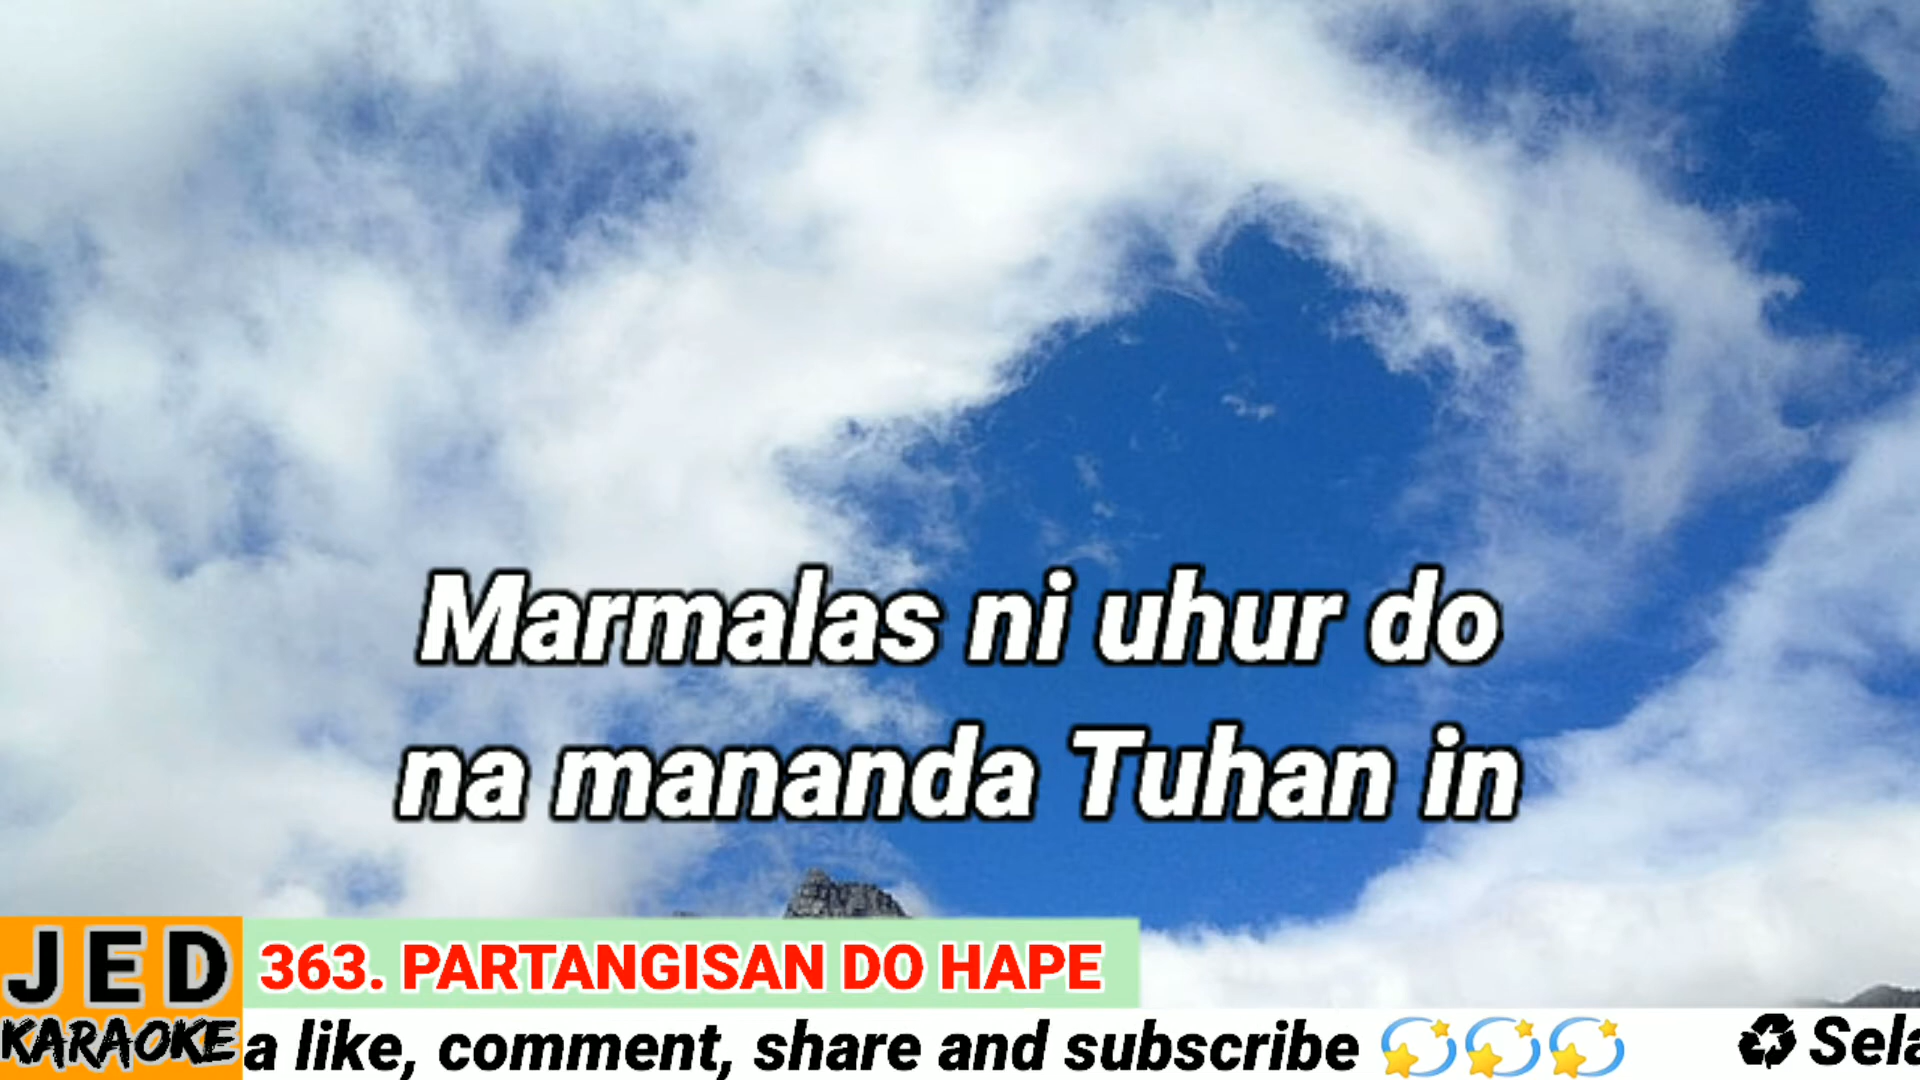 Marmalas ni uhur do
na mananda Tuhan in
JED
KARAOKE
363. PARTANGISAN DO HAPE
a like, comment, share and subscribe 💫💫💫 ♻ Sela